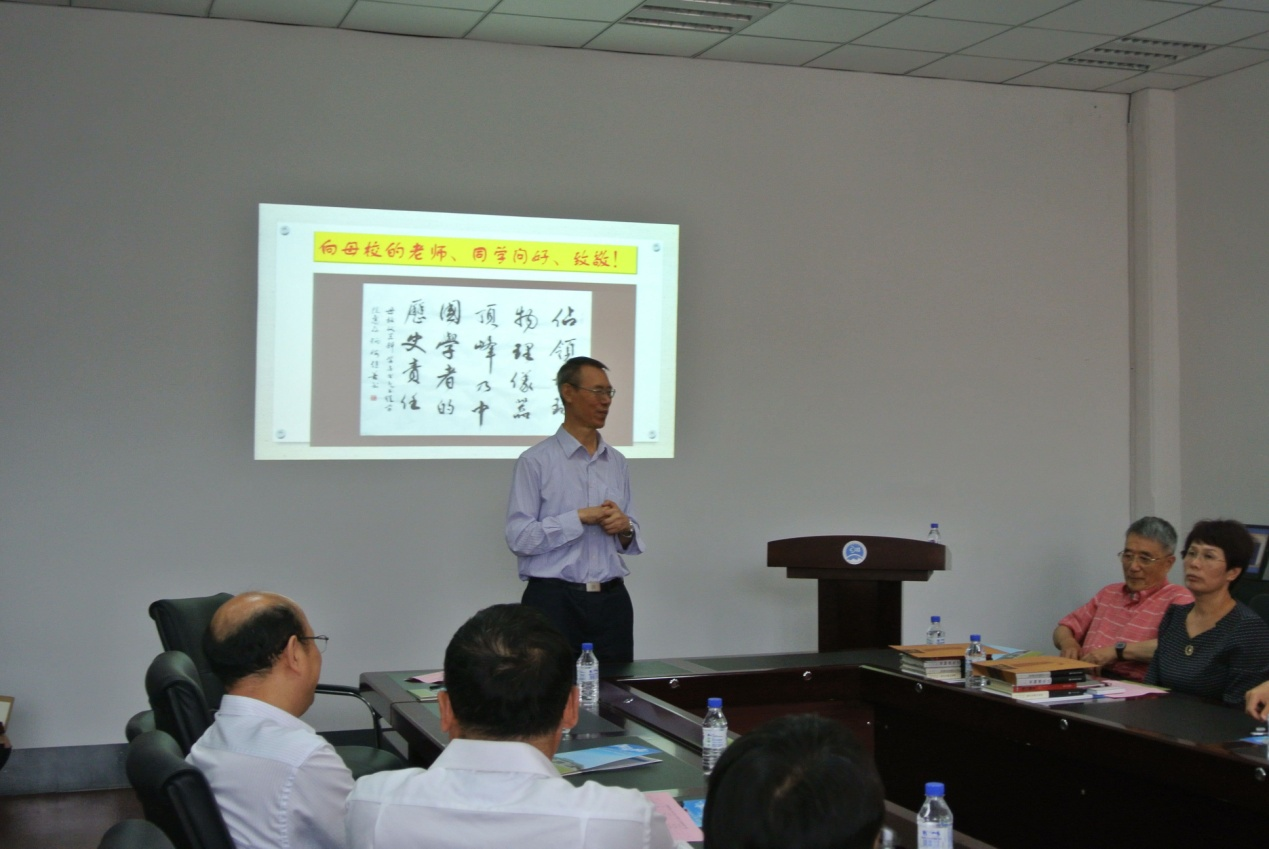 向母校的老师、同学问好、致敬！
佔領
物理儀器
頂峰乃中
國學者的
歷史責任